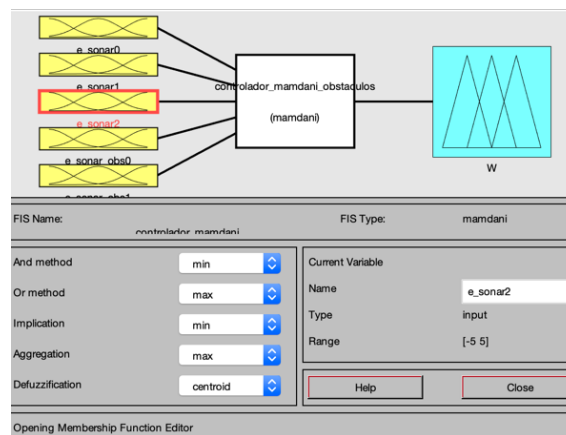 e_sonar0
e_sonar1
e_sonar2
e_sonar_obs0
e_sonar_obs1
controlador_mamdani_obstaculos
(mamdani)
W
FIS Name:
controlador_mamdani
FIS Type:
mamdani
And method
min
Or method
max
Implication
min
Aggregation
max
Defuzzification
centroid
Current Variable
Name
e_sonar2
Type
input
Range
[-5 5]
Help
Close
Opening Membership Function Editor